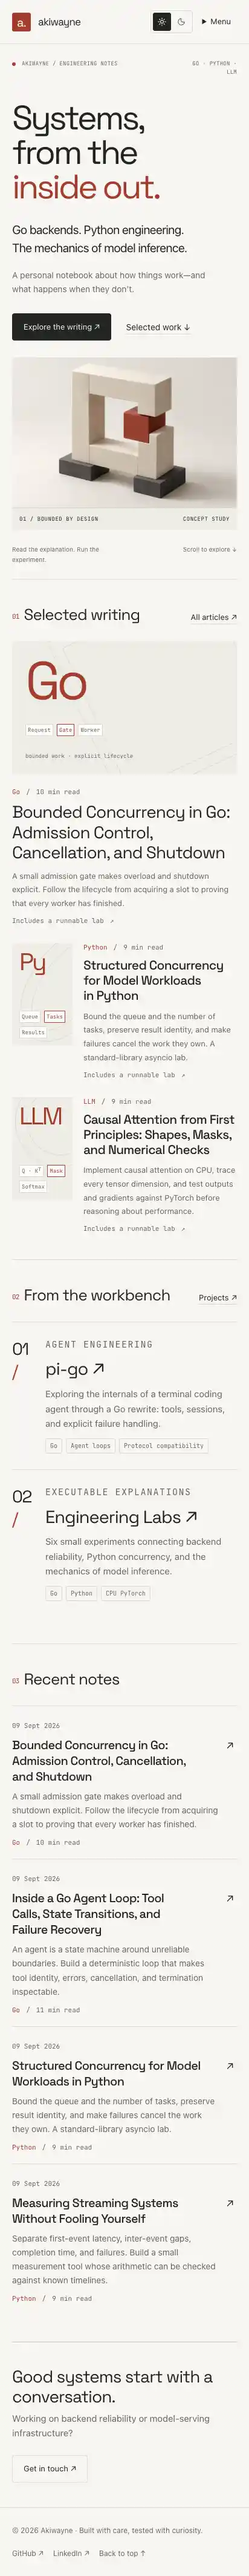 a. akiwayne
Menu
AKIWAYNE / ENGINEERING NOTES
GO · PYTHON ·
LLM
Systems,
from the
inside out.
Go backends. Python engineering.
The mechanics of model inference.
A personal notebook about how things work—and
what happens when they don't.
Explore the writing ↗
Selected work ↓
01 / BOUNDED BY DESIGN
CONCEPT STUDY
Read the explanation. Run the
experiment.
Scroll to explore ↓
01 Selected writing
All articles ↗
Go
Request Gate Worker
bounded work · explicit lifecycle
Go / 10 min read
Bounded Concurrency in Go:
Admission Control,
Cancellation, and Shutdown
A small admission gate makes overload and shutdown
explicit. Follow the lifecycle from acquiring a slot to proving
that every worker has finished.
Includes a runnable lab ↗
Py
Queue Tasks
Results
Python / 9 min read
Structured Concurrency
for Model Workloads
in Python
Bound the queue and the number of
tasks, preserve result identity, and make
failures cancel the work they own. A
standard-library asyncio lab.
Includes a runnable lab ↗
LLM
Q · Kᵀ Mask
Softmax
LLM / 9 min read
Causal Attention from First
Principles: Shapes, Masks,
and Numerical Checks
Implement causal attention on CPU, trace
every tensor dimension, and test outputs
and gradients against PyTorch before
reasoning about performance.
Includes a runnable lab ↗
02 From the workbench
Projects ↗
01
/
AGENT ENGINEERING
pi-go ↗
Exploring the internals of a terminal coding
agent through a Go rewrite: tools, sessions,
and explicit failure handling.
Go Agent loops Protocol compatibility
02
/
EXECUTABLE EXPLANATIONS
Engineering Labs ↗
Six small experiments connecting backend
reliability, Python concurrency, and the
mechanics of model inference.
Go Python CPU PyTorch
03 Recent notes
09 Sept 2026
Bounded Concurrency in Go:
Admission Control, Cancellation,
and Shutdown
↗
A small admission gate makes overload and
shutdown explicit. Follow the lifecycle from acquiring
a slot to proving that every worker has finished.
Go / 10 min read
09 Sept 2026
Inside a Go Agent Loop: Tool
Calls, State Transitions, and
Failure Recovery
↗
An agent is a state machine around unreliable
boundaries. Build a deterministic loop that makes
tool identity, errors, cancellation, and termination
inspectable.
Go / 11 min read
09 Sept 2026
Structured Concurrency for Model
Workloads in Python
↗
Bound the queue and the number of tasks, preserve
result identity, and make failures cancel the work
they own. A standard-library asyncio lab.
Python / 9 min read
09 Sept 2026
Measuring Streaming Systems
Without Fooling Yourself
↗
Separate first-event latency, inter-event gaps,
completion time, and failures. Build a small
measurement tool whose arithmetic can be checked
against known timelines.
Python / 9 min read
Good systems start with a
conversation.
Working on backend reliability or model-serving
infrastructure?
Get in touch ↗
© 2026 Akiwayne · Built with care, tested with curiosity.
GitHub ↗ LinkedIn ↗ Back to top ↑